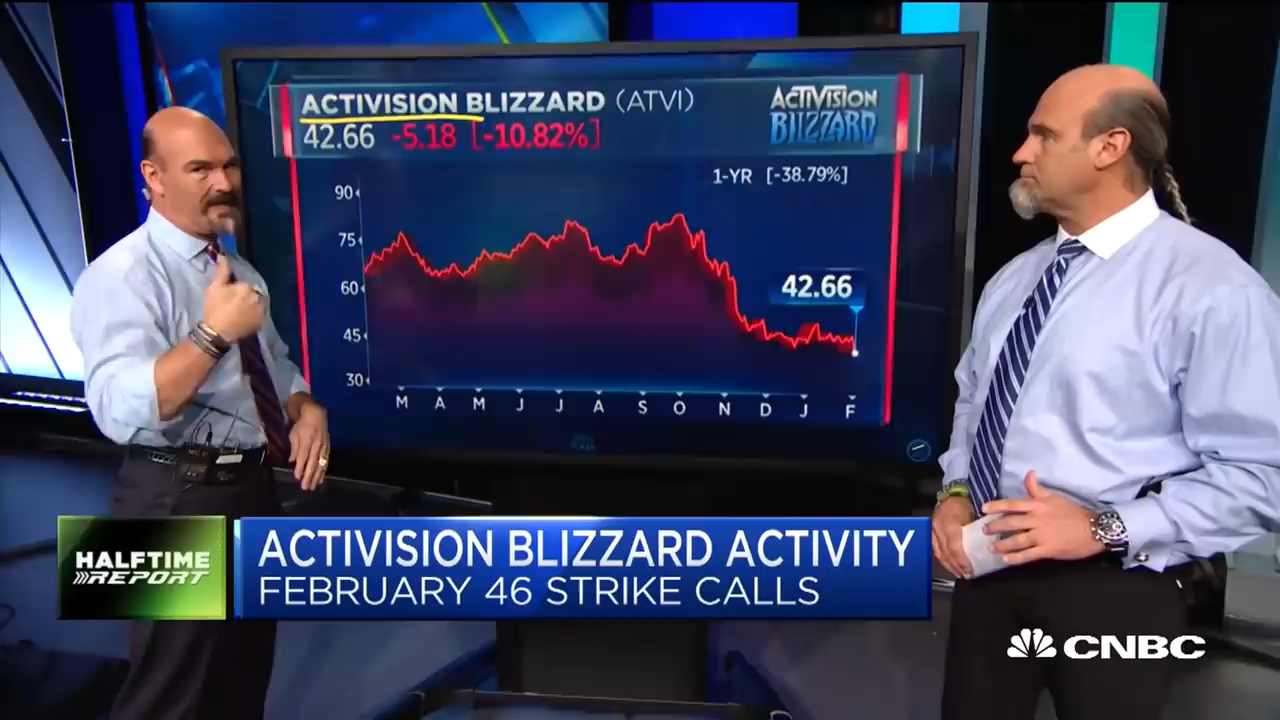 ACTIVISION BLIZZARD (ATVI)
42.66 -5.18 [-10.82%]
ACTIVISION
BLIZZARD
1-YR [-38.79%]
90
75
60
45
30
42.66
M A M J J A S O N D J F
HALFTIME
REPORT
ACTIVISION BLIZZARD ACTIVITY
FEBRUARY 46 STRIKE CALLS
CNBC